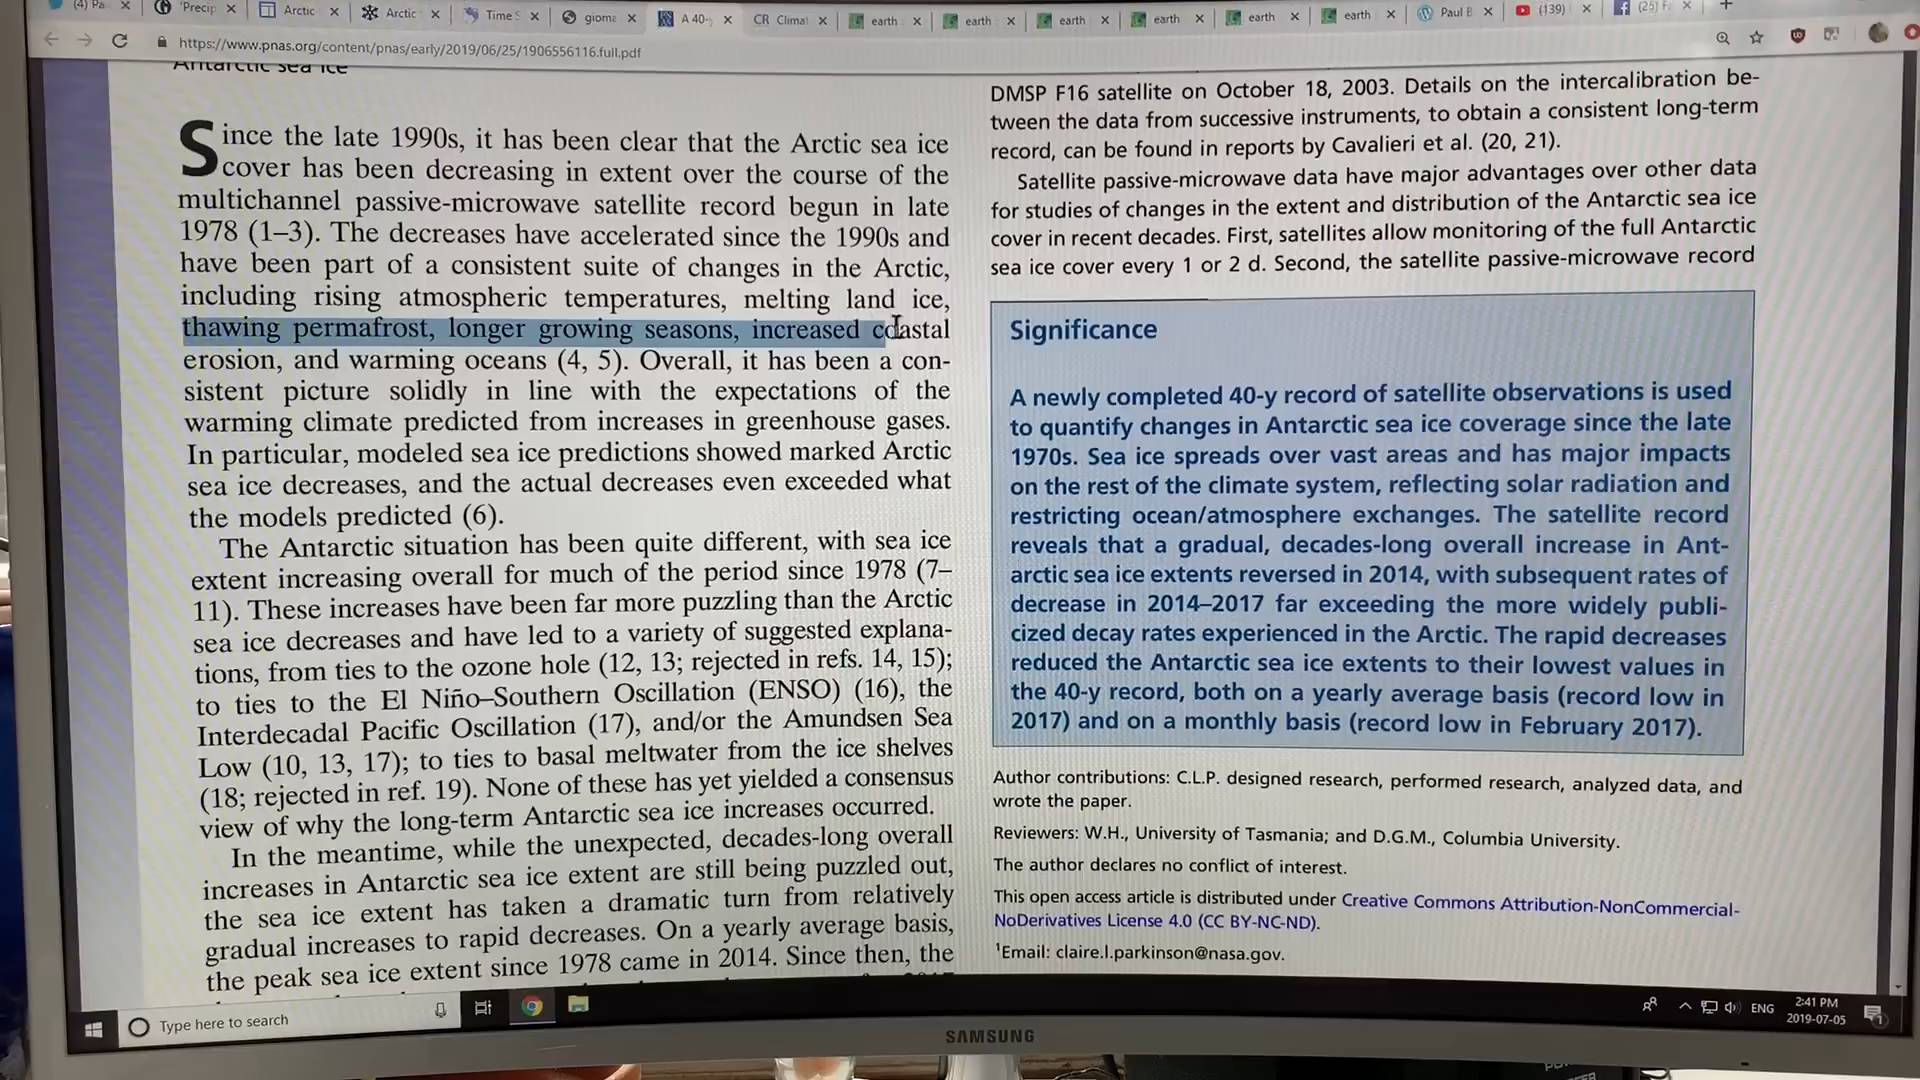 (4) Pa
'Precip
Arctic
Arctic
Time S
giome
A 40-y
CR Climat
earth
earth
earth
earth
earth
earth
Paul B
(139)
(25) F
https://www.pnas.org/content/pnas/early/2019/06/25/1906556116.full.pdf
Antarctic sea ice
Since the late 1990s, it has been clear that the Arctic sea ice
cover has been decreasing in extent over the course of the
multichannel passive-microwave satellite record begun in late
1978 (1–3). The decreases have accelerated since the 1990s and
have been part of a consistent suite of changes in the Arctic,
including rising atmospheric temperatures, melting land ice,
thawing permafrost, longer growing seasons, increased coastal
erosion, and warming oceans (4, 5). Overall, it has been a con-
sistent picture solidly in line with the expectations of the
warming climate predicted from increases in greenhouse gases.
In particular, modeled sea ice predictions showed marked Arctic
sea ice decreases, and the actual decreases even exceeded what
the models predicted (6).
The Antarctic situation has been quite different, with sea ice
extent increasing overall for much of the period since 1978 (7–
11). These increases have been far more puzzling than the Arctic
sea ice decreases and have led to a variety of suggested explana-
tions, from ties to the ozone hole (12, 13; rejected in refs. 14, 15);
to ties to the El Niño–Southern Oscillation (ENSO) (16), the
Interdecadal Pacific Oscillation (17), and/or the Amundsen Sea
Low (10, 13, 17); to ties to basal meltwater from the ice shelves
(18; rejected in ref. 19). None of these has yet yielded a consensus
view of why the long-term Antarctic sea ice increases occurred.
In the meantime, while the unexpected, decades-long overall
increases in Antarctic sea ice extent are still being puzzled out,
the sea ice extent has taken a dramatic turn from relatively
gradual increases to rapid decreases. On a yearly average basis,
the peak sea ice extent since 1978 came in 2014. Since then, the
DMSP F16 satellite on October 18, 2003. Details on the intercalibration be-
tween the data from successive instruments, to obtain a consistent long-term
record, can be found in reports by Cavalieri et al. (20, 21).
Satellite passive-microwave data have major advantages over other data
for studies of changes in the extent and distribution of the Antarctic sea ice
cover in recent decades. First, satellites allow monitoring of the full Antarctic
sea ice cover every 1 or 2 d. Second, the satellite passive-microwave record
Significance
A newly completed 40-y record of satellite observations is used
to quantify changes in Antarctic sea ice coverage since the late
1970s. Sea ice spreads over vast areas and has major impacts
on the rest of the climate system, reflecting solar radiation and
restricting ocean/atmosphere exchanges. The satellite record
reveals that a gradual, decades-long overall increase in Ant-
arctic sea ice extents reversed in 2014, with subsequent rates of
decrease in 2014–2017 far exceeding the more widely publi-
cized decay rates experienced in the Arctic. The rapid decreases
reduced the Antarctic sea ice extents to their lowest values in
the 40-y record, both on a yearly average basis (record low in
2017) and on a monthly basis (record low in February 2017).
Author contributions: C.L.P. designed research, performed research, analyzed data, and
wrote the paper.
Reviewers: W.H., University of Tasmania; and D.G.M., Columbia University.
The author declares no conflict of interest.
This open access article is distributed under Creative Commons Attribution-NonCommercial-
NoDerivatives License 4.0 (CC BY-NC-ND).
1Email: claire.l.parkinson@nasa.gov.
Type here to search
ENG
2:41 PM
2019-07-05
SAMSUNG